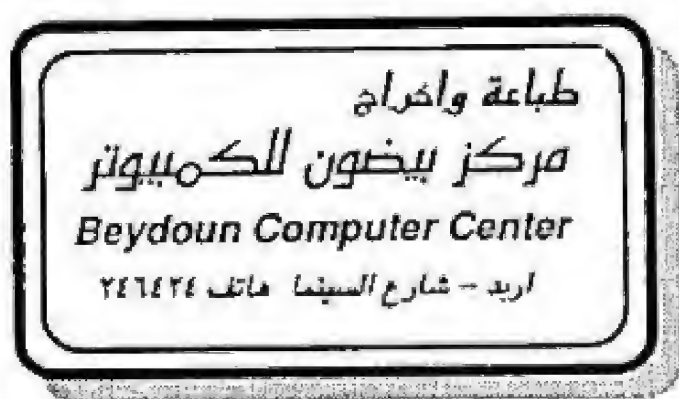 طباعة واخراج
مركز بيضون للكمبيوتر
Beydoun Computer Center
اربد - شارع السينما هاتف ٢٤٦٤٢٤